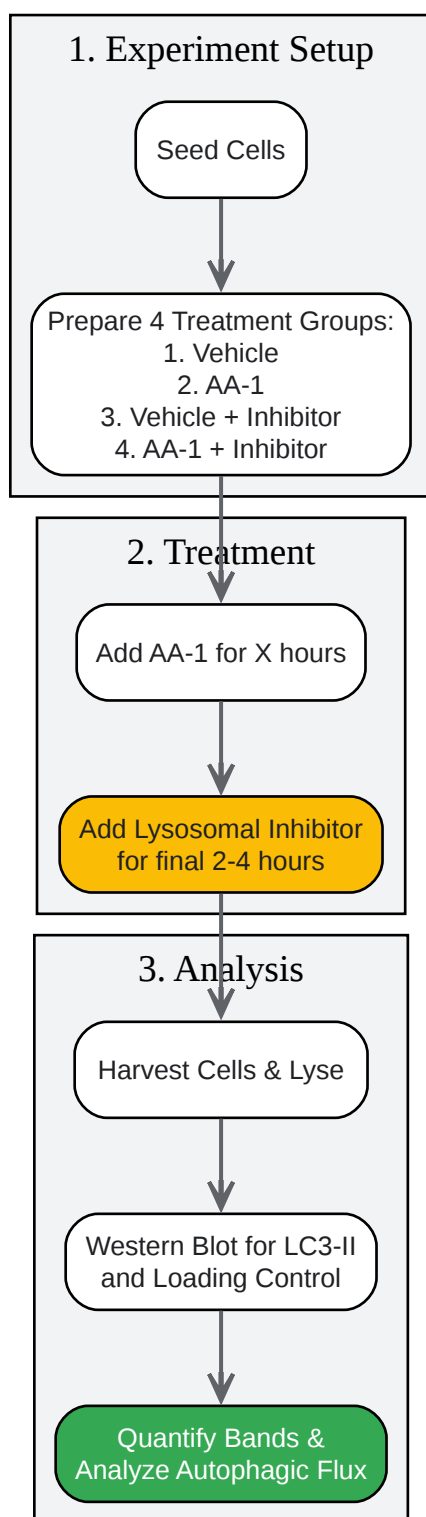 1. Experiment Setup
Seed Cells
Prepare 4 Treatment Groups:
1. Vehicle
2. AA-1
3. Vehicle + Inhibitor
4. AA-1 + Inhibitor
2. Treatment
Add AA-1 for X hours
Add Lysosomal Inhibitor
for final 2-4 hours
3. Analysis
Harvest Cells & Lyse
Western Blot for LC3-II
and Loading Control
Quantify Bands &
Analyze Autophagic Flux